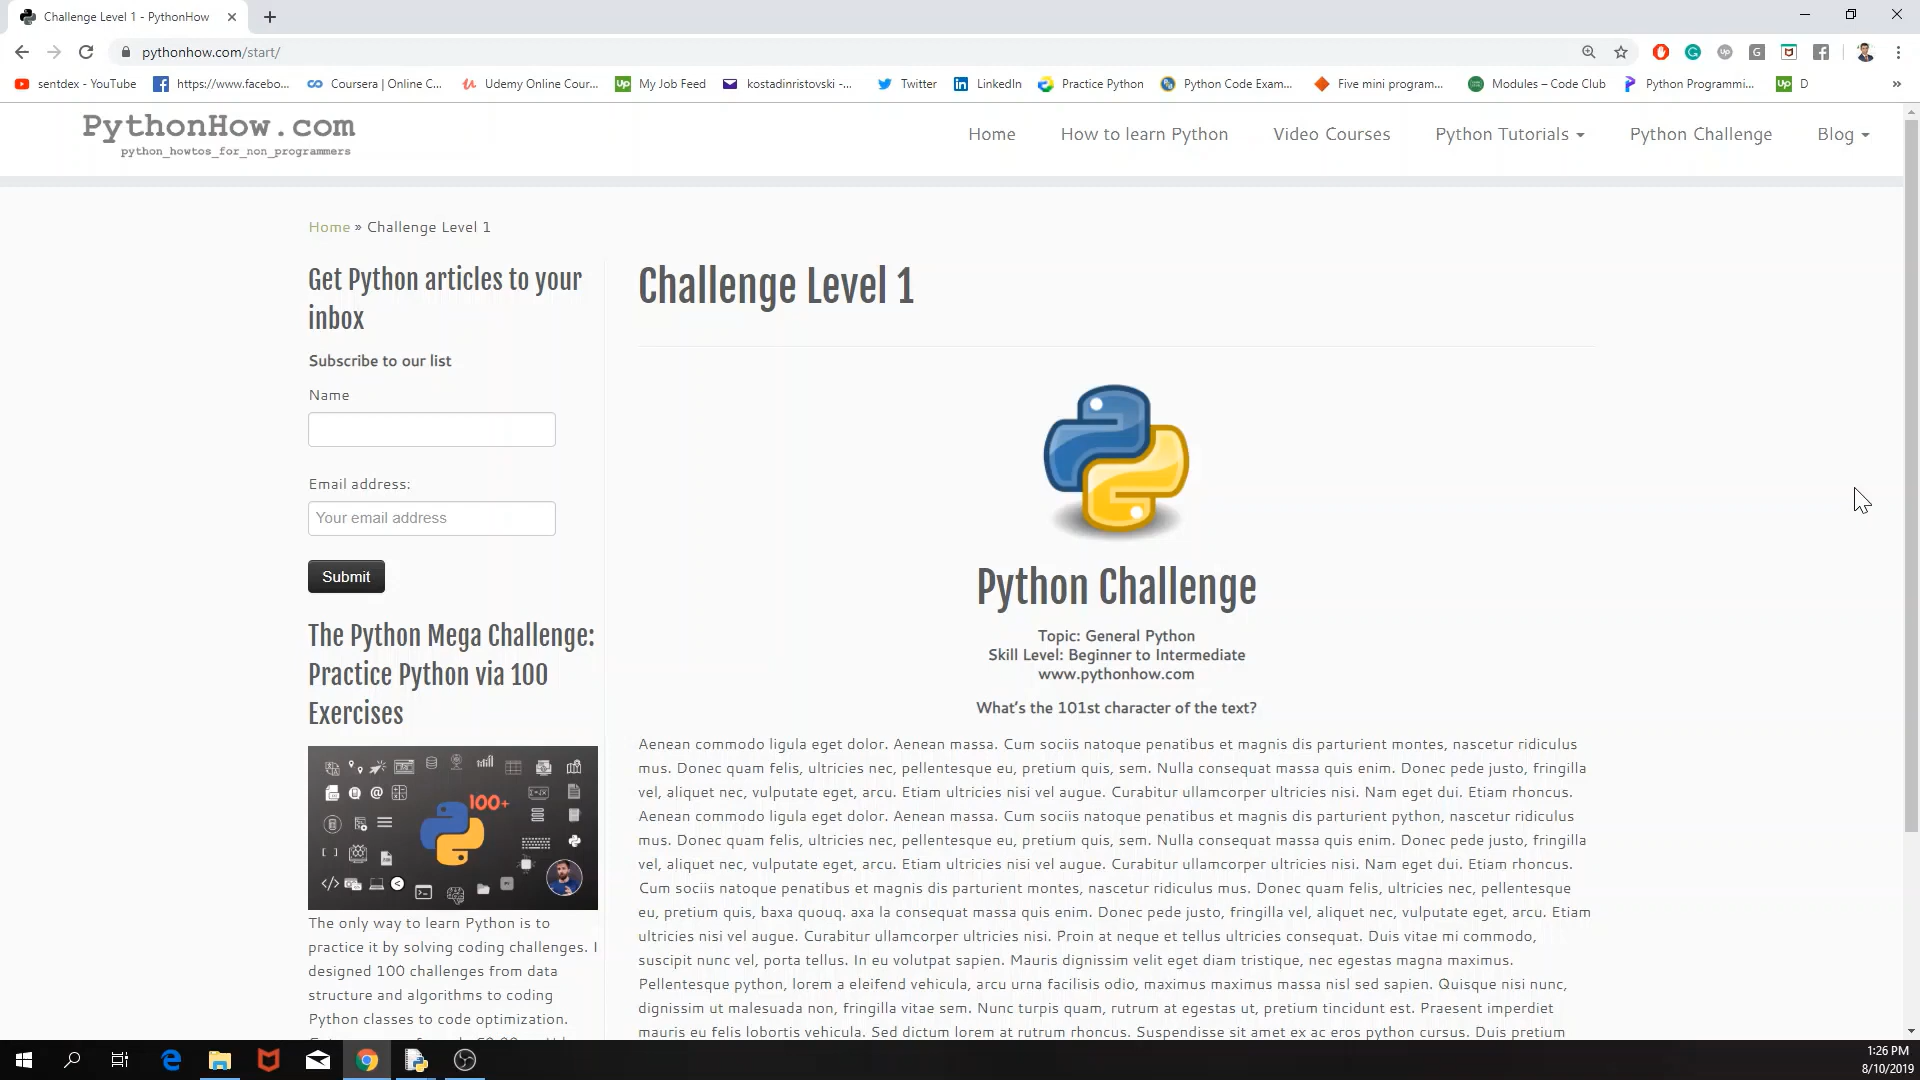 Challenge Level 1 - PythonHow
pythonhow.com/start/
sentdex - YouTube
https://www.facebo...
Coursera | Online C...
Udemy Online Cour...
My Job Feed
kostadinristovski -...
Twitter
LinkedIn
Practice Python
Python Code Exam...
Five mini program...
Modules – Code Club
Python Programmi...
D
»
PythonHow.com
python_howtos_for_non_programmers
Home
How to learn Python
Video Courses
Python Tutorials
Python Challenge
Blog
Home » Challenge Level 1
Get Python articles to your
inbox
Subscribe to our list
Name
Email address:
Your email address
Submit
The Python Mega Challenge:
Practice Python via 100
Exercises
100+
The only way to learn Python is to
practice it by solving coding challenges. I
designed 100 challenges from data
structure and algorithms to coding
Python classes to code optimization.
Challenge Level 1
Python Challenge
Topic: General Python
Skill Level: Beginner to Intermediate
www.pythonhow.com
What's the 101st character of the text?
Aenean commodo ligula eget dolor. Aenean massa. Cum sociis natoque penatibus et magnis dis parturient montes, nascetur ridiculus
mus. Donec quam felis, ultricies nec, pellentesque eu, pretium quis, sem. Nulla consequat massa quis enim. Donec pede justo, fringilla
vel, aliquet nec, vulputate eget, arcu. Etiam ultricies nisi vel augue. Curabitur ullamcorper ultricies nisi. Nam eget dui. Etiam rhoncus.
Aenean commodo ligula eget dolor. Aenean massa. Cum sociis natoque penatibus et magnis dis parturient python, nascetur ridiculus
mus. Donec quam felis, ultricies nec, pellentesque eu, pretium quis, sem. Nulla consequat massa quis enim. Donec pede justo, fringilla
vel, aliquet nec, vulputate eget, arcu. Etiam ultricies nisi vel augue. Curabitur ullamcorper ultricies nisi. Nam eget dui. Etiam rhoncus.
Cum sociis natoque penatibus et magnis dis parturient montes, nascetur ridiculus mus. Donec quam felis, ultricies nec, pellentesque
eu, pretium quis, baxa quouq. axa la consequat massa quis enim. Donec pede justo, fringilla vel, aliquet nec, vulputate eget, arcu. Etiam
ultricies nisi vel augue. Curabitur ullamcorper ultricies nisi. Proin at neque et tellus ultricies consequat. Duis vitae mi commodo,
suscipit nunc vel, porta tellus. In eu volutpat sapien. Mauris dignissim velit eget diam tristique, nec egestas magna maximus.
Pellentesque python, lorem a eleifend vehicula, arcu urna facilisis odio, maximus maximus massa nisl sed sapien. Quisque nisi nunc,
dignissim ut malesuada non, fringilla vitae sem. Nunc turpis quam, rutrum at egestas ut, pretium tincidunt est. Praesent imperdiet
mauris eu felis lobortis vehicula. Sed dictum lorem at rutrum rhoncus. Suspendisse sit amet ex ac eros python cursus. Duis pretium
1:26 PM
8/10/2019